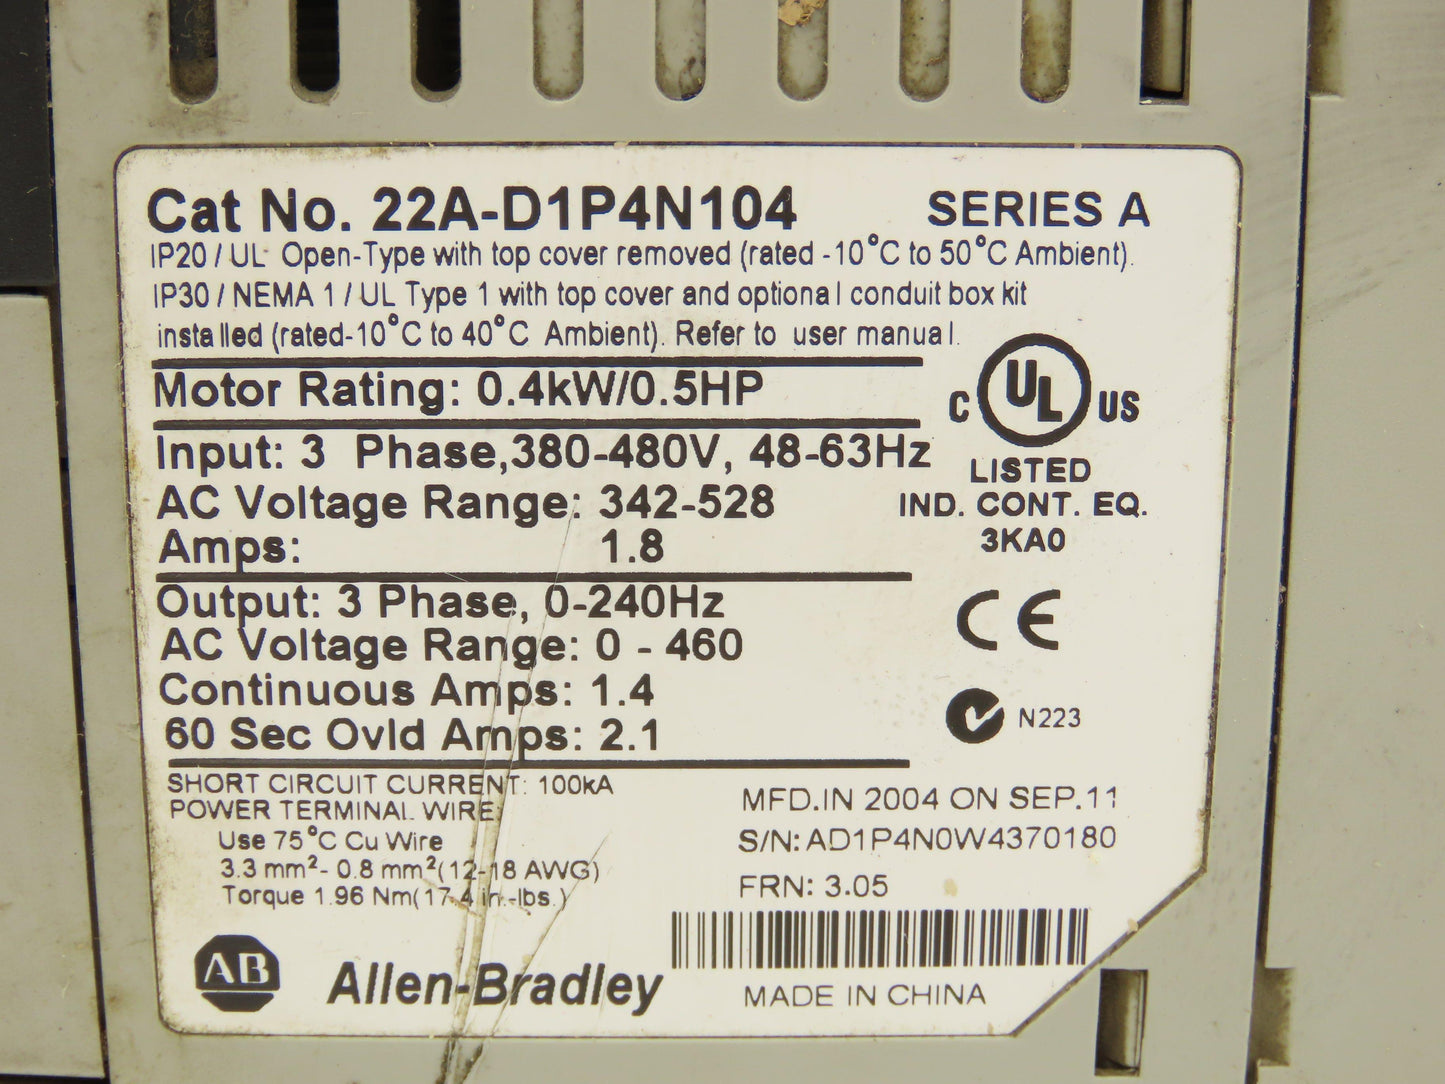 Cat No. 22A-D1P4N104 SERIES A
IP20 / UL Open-Type with top cover removed (rated -10°C to 50°C Ambient).
IP30 / NEMA 1 / UL Type 1 with top cover and optional conduit box kit
installed (rated-10°C to 40°C Ambient). Refer to user manual.
Motor Rating: 0.4kW/0.5HP
C UL US
LISTED
IND. CONT. EQ.
3KA0
Input: 3 Phase,380-480V, 48-63Hz
AC Voltage Range: 342-528
Amps: 1.8
Output: 3 Phase, 0-240Hz
AC Voltage Range: 0 - 460
Continuous Amps: 1.4
60 Sec Ovld Amps: 2.1
CE
N223
SHORT CIRCUIT CURRENT: 100kA
POWER TERMINAL WIRE:
Use 75°C Cu Wire
3.3 mm²- 0.8 mm²(12-18 AWG)
Torque 1.96 Nm(17.4 in.-lbs.)
MFD.IN 2004 ON SEP.11
S/N: AD1P4N0W4370180
FRN: 3.05
AB Allen-Bradley
MADE IN CHINA